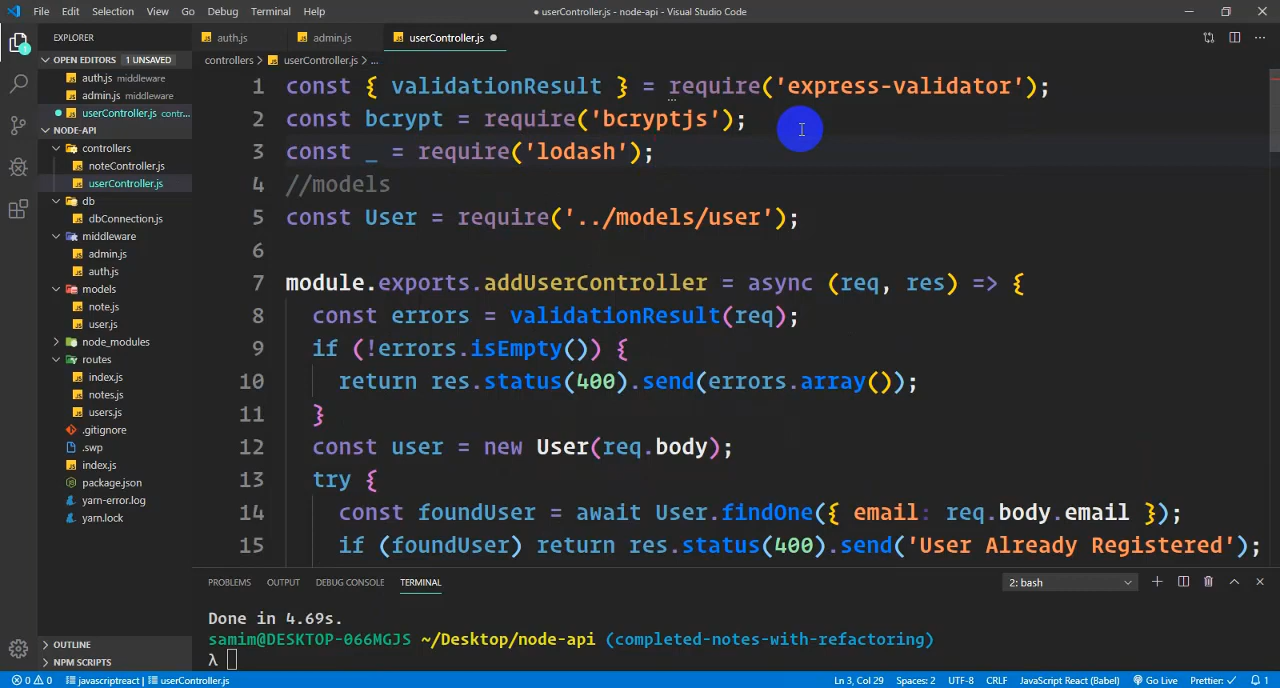 File Edit Selection View Go Debug Terminal Help
● userController.js - node-api - Visual Studio Code
EXPLORER
OPEN EDITORS 1 UNSAVED
auth.js middleware
admin.js middleware
userController.js contr...
NODE-API
controllers
noteController.js
userController.js
db
dbConnection.js
middleware
admin.js
auth.js
models
note.js
user.js
node_modules
routes
index.js
notes.js
users.js
.gitignore
.swp
index.js
package.json
yarn-error.log
yarn.lock
OUTLINE
NPM SCRIPTS
auth.js admin.js userController.js
controllers > userController.js > ...
1 const { validationResult } = require('express-validator');
2 const bcrypt = require('bcryptjs');
3 const _ = require('lodash');
4 //models
5 const User = require('../models/user');
6
7 module.exports.addUserController = async (req, res) => {
8 const errors = validationResult(req);
9 if (!errors.isEmpty()) {
10 return res.status(400).send(errors.array());
11 }
12 const user = new User(req.body);
13 try {
14 const foundUser = await User.findOne({ email: req.body.email });
15 if (foundUser) return res.status(400).send('User Already Registered');
PROBLEMS OUTPUT DEBUG CONSOLE TERMINAL 2: bash
Done in 4.69s.
samim@DESKTOP-066MGJS ~/Desktop/node-api (completed-notes-with-refactoring)
λ
0 0 javascriptreact userController.js Ln 3, Col 29 Spaces: 2 UTF-8 CRLF JavaScript React (Babel) Go Live Prettier: ✓ 1